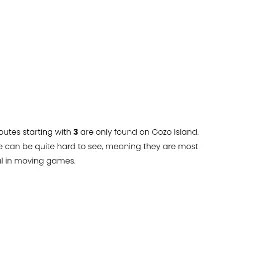 outes starting with 3 are only found on Gozo Island.
e can be quite hard to see, meaning they are most
l in moving games.